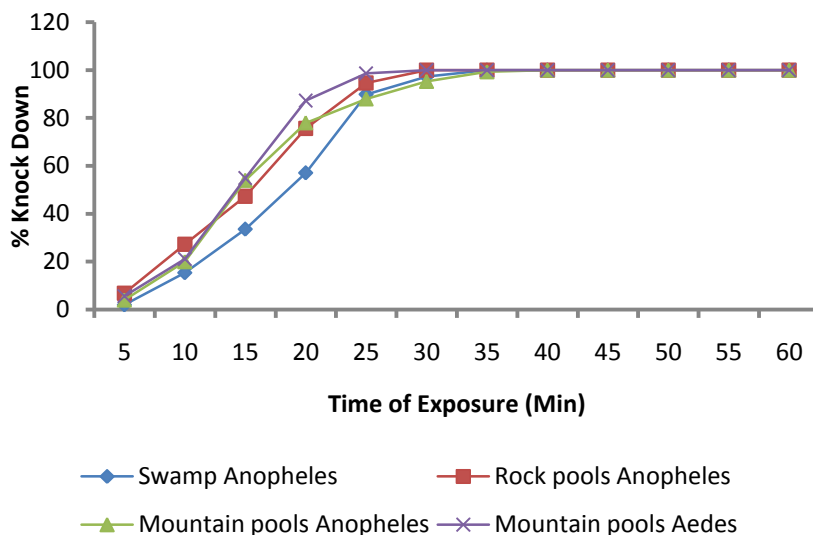 120
100
80
60
40
20
0
% Knock Down
5 10 15 20 25 30 35 40 45 50 55 60
Time of Exposure (Min)
Swamp Anopheles Rock pools Anopheles
Mountain pools Anopheles Mountain pools Aedes